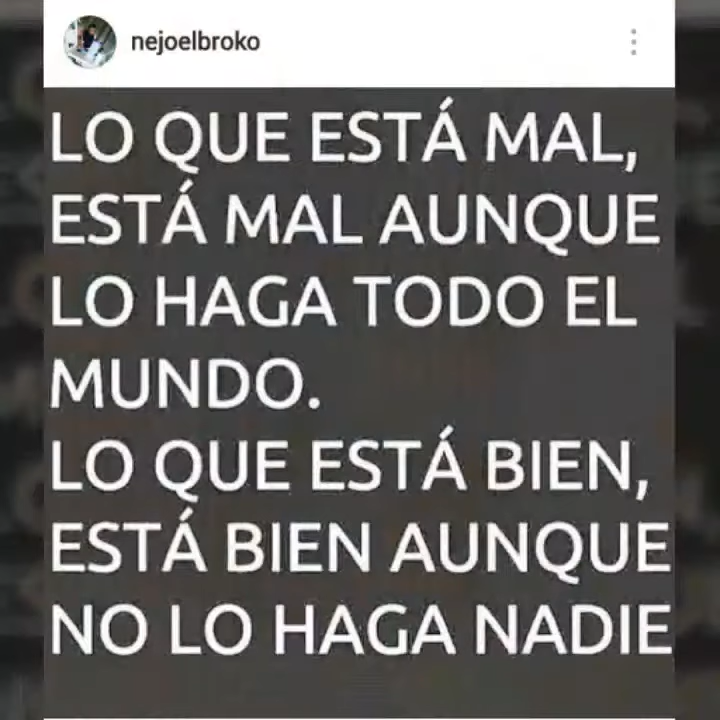 nejoelbroko
LO QUE ESTÁ MAL,
ESTÁ MAL AUNQUE
LO HAGA TODO EL
MUNDO.
LO QUE ESTÁ BIEN,
ESTÁ BIEN AUNQUE
NO LO HAGA NADIE